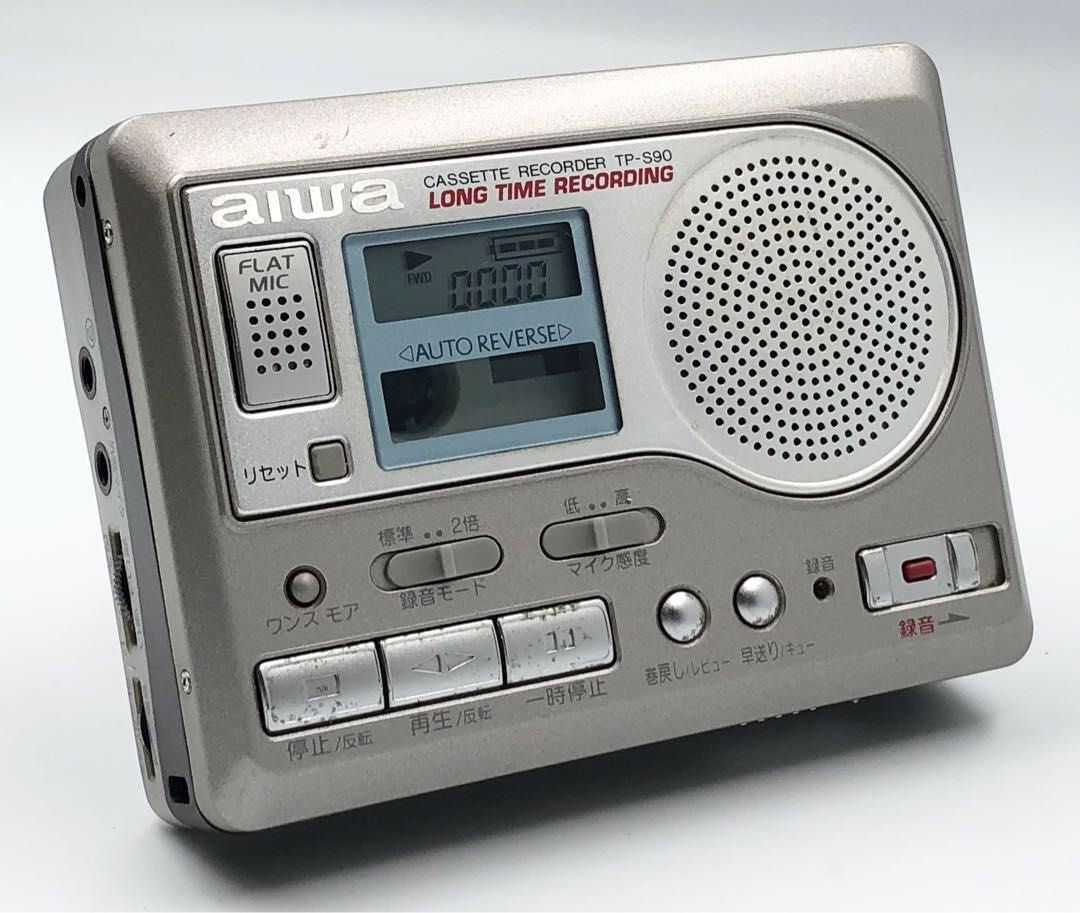 aiwa
CASSETTE RECORDER TP-S90
LONG TIME RECORDING
FLAT
MIC
FWD
0000
◁AUTO REVERSE▷
リセット
標準 •• 2倍
録音モード
低 •• 高
マイク感度
ワンス モア
録音
録音
巻戻し/レビュー
早送り/キュー
停止/反転
再生/反転
一時停止